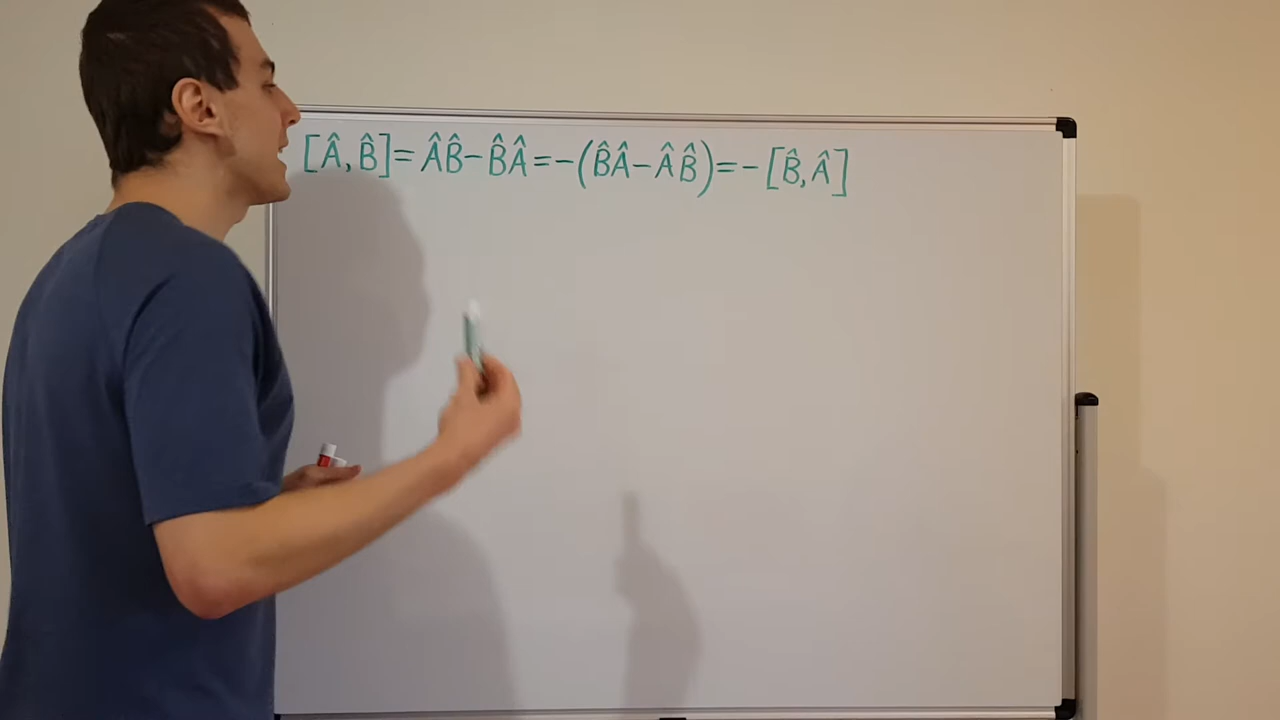 [Â, B̂] = ÂB̂ - B̂Â = -(B̂Â - ÂB̂) = -[B̂, Â]